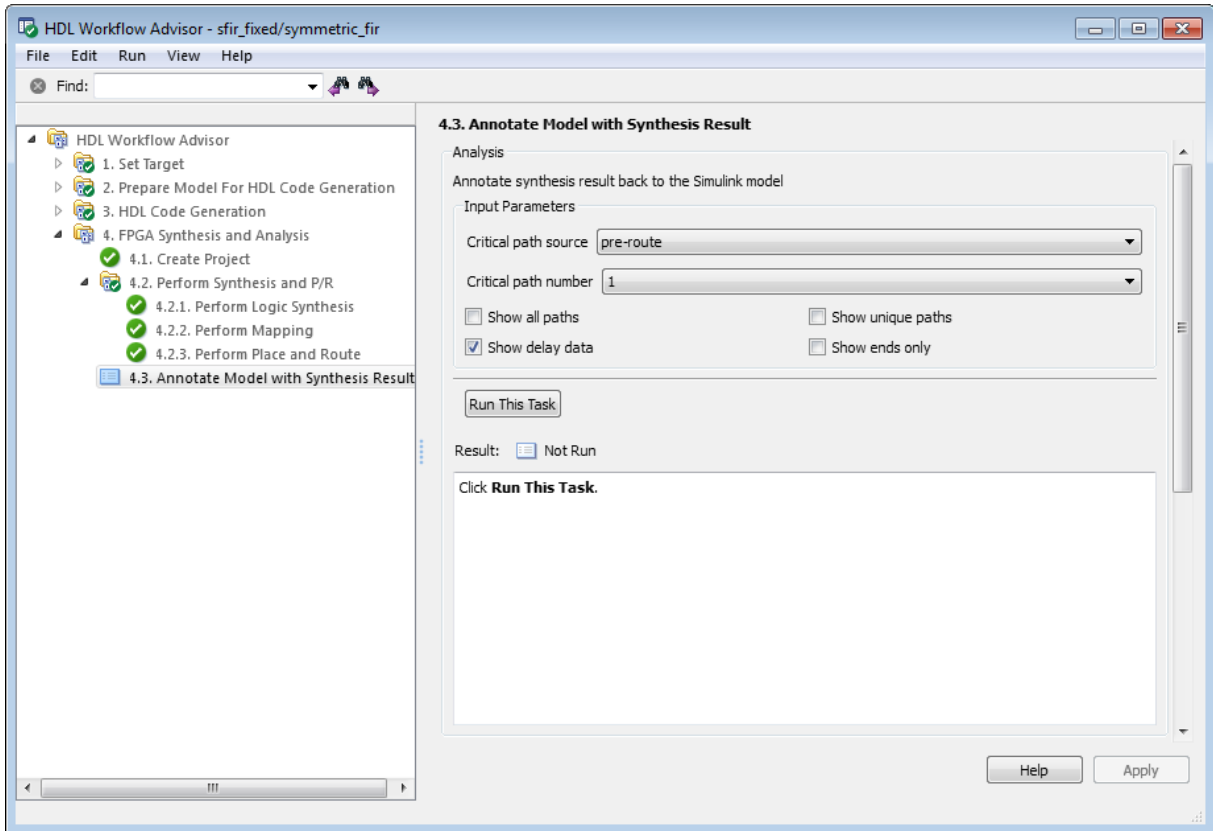 HDL Workflow Advisor - sfir_fixed/symmetric_fir
File Edit Run View Help
Find:
HDL Workflow Advisor
1. Set Target
2. Prepare Model For HDL Code Generation
3. HDL Code Generation
4. FPGA Synthesis and Analysis
4.1. Create Project
4.2. Perform Synthesis and P/R
4.2.1. Perform Logic Synthesis
4.2.2. Perform Mapping
4.2.3. Perform Place and Route
4.3. Annotate Model with Synthesis Result
4.3. Annotate Model with Synthesis Result
Analysis
Annotate synthesis result back to the Simulink model
Input Parameters
Critical path source pre-route
Critical path number 1
Show all paths Show unique paths
Show delay data Show ends only
Run This Task
Result: Not Run
Click Run This Task.
Help Apply